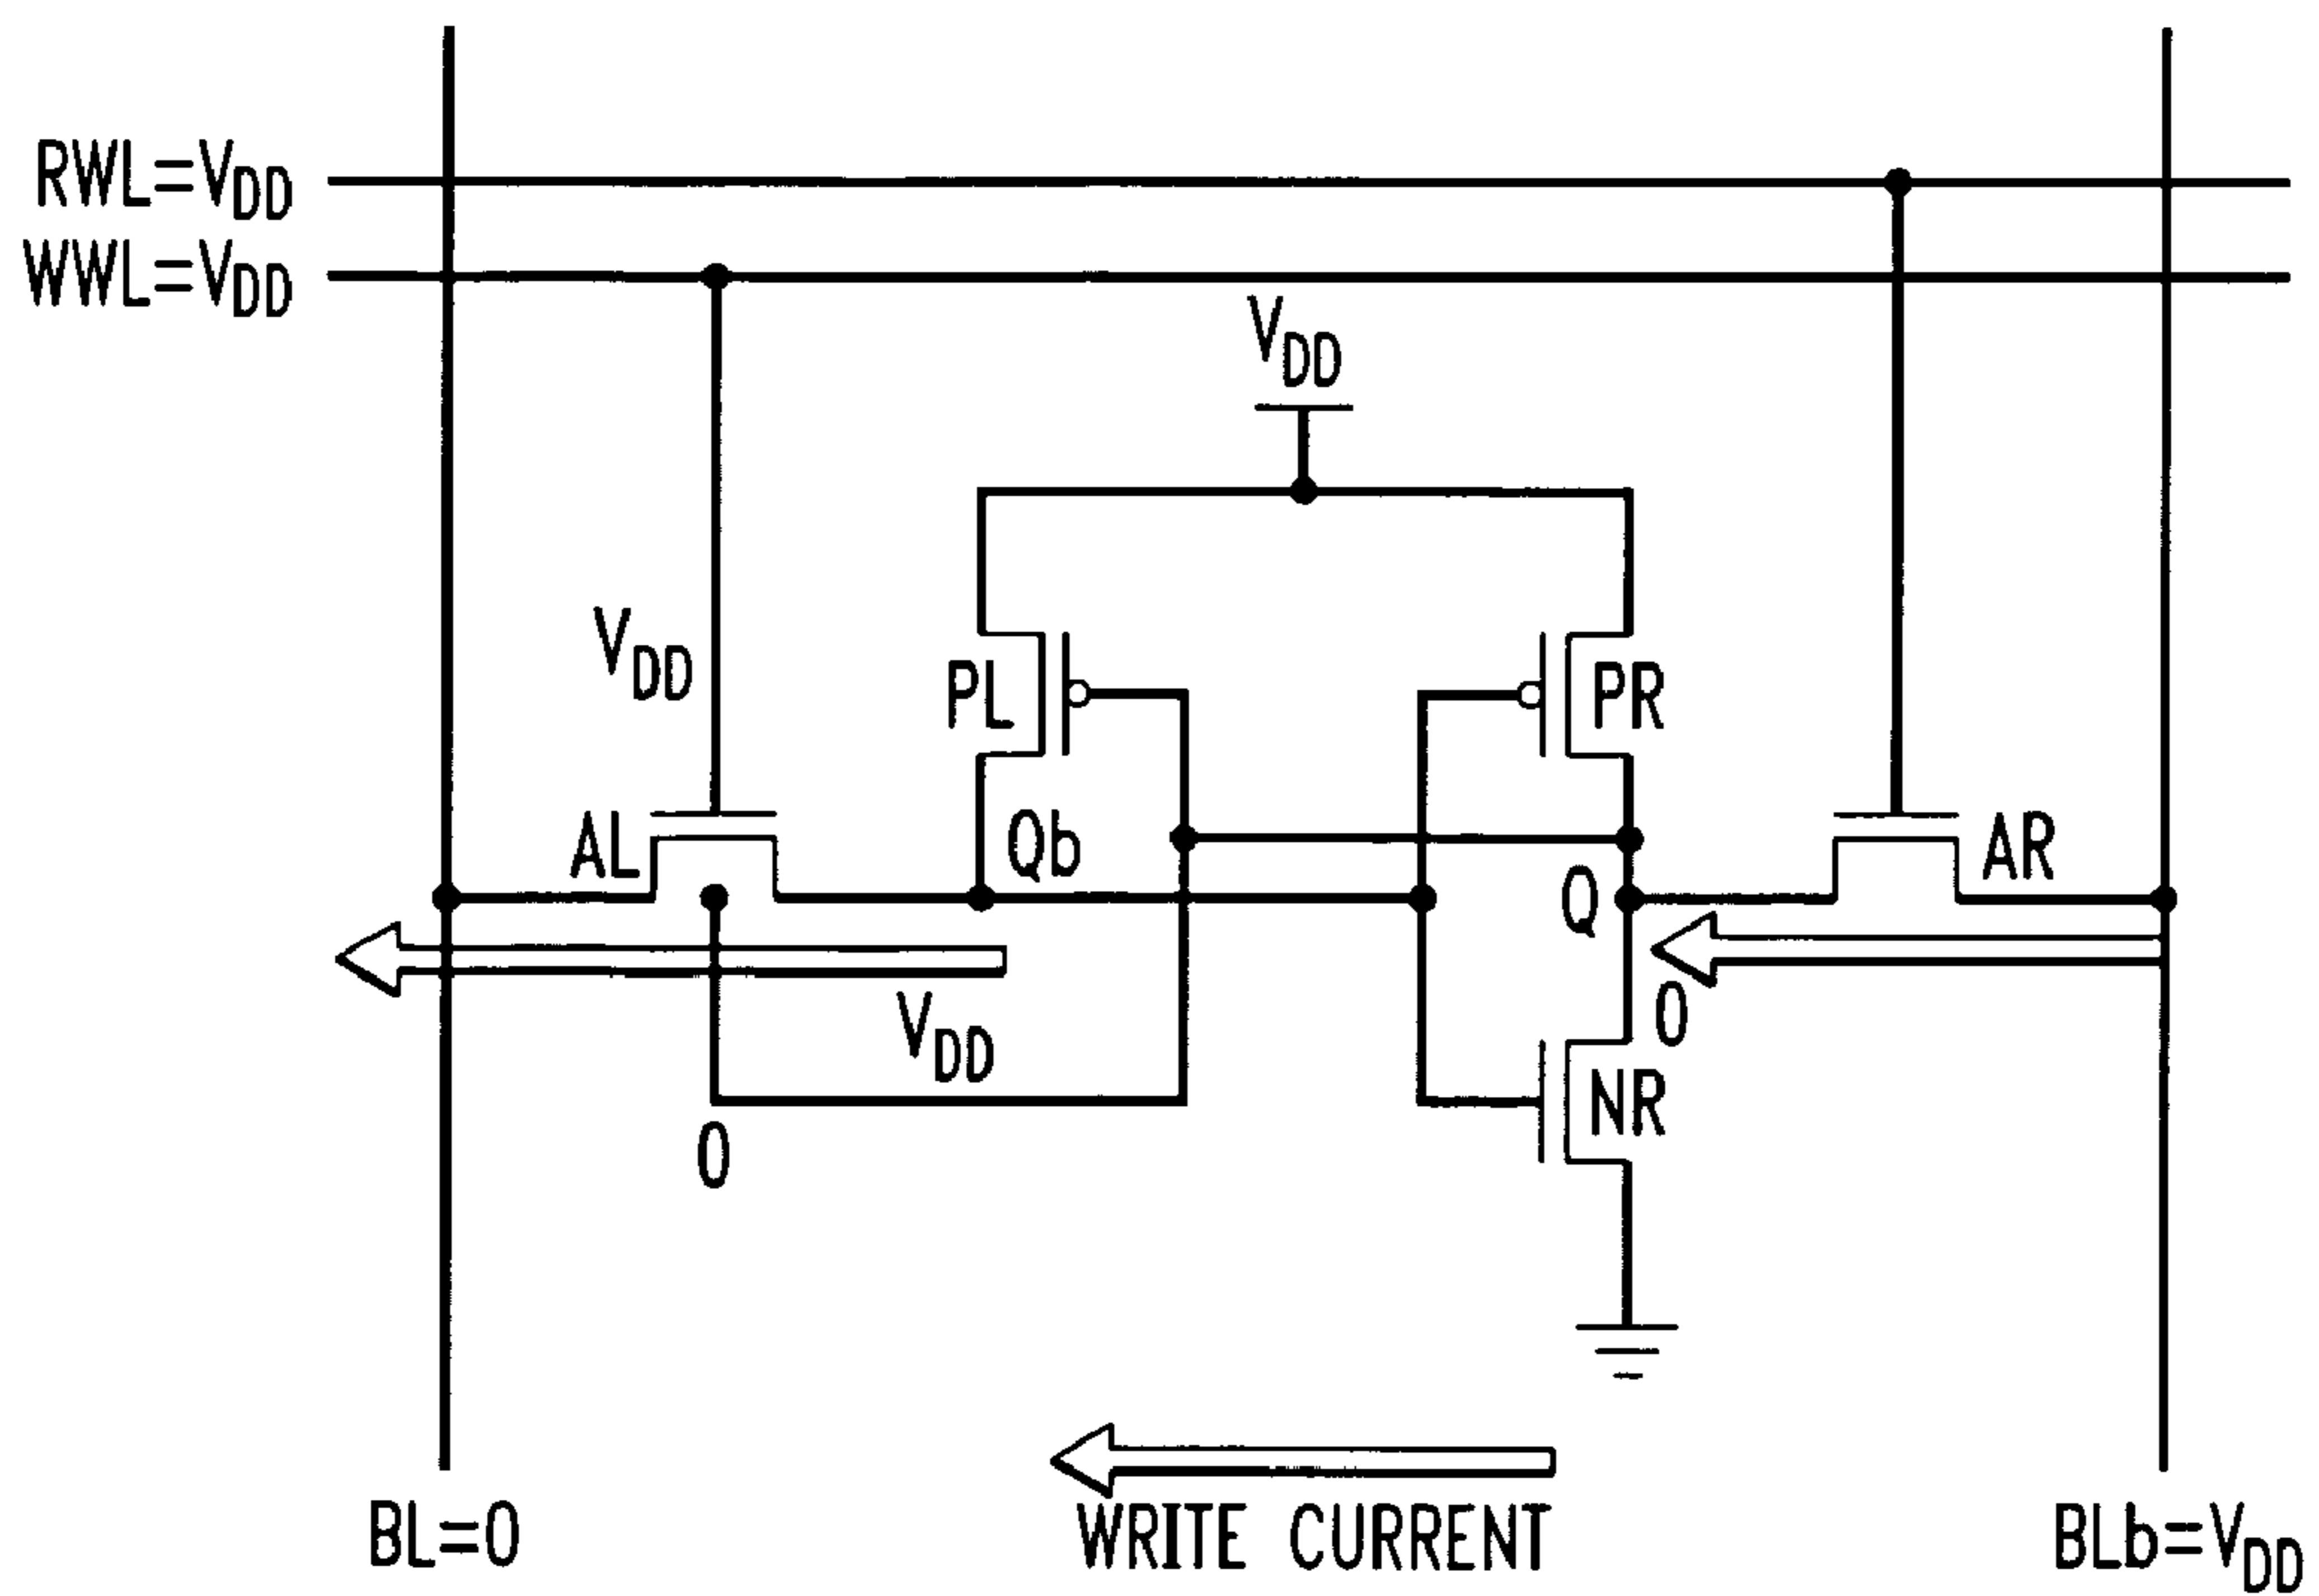 RWL=VDD
WWL=VDD
VDD
VDD
PL
PR
AL
Qb
AR
Q
VDD
0
NR
0
WRITE CURRENT
BL=0
BLb=VDD